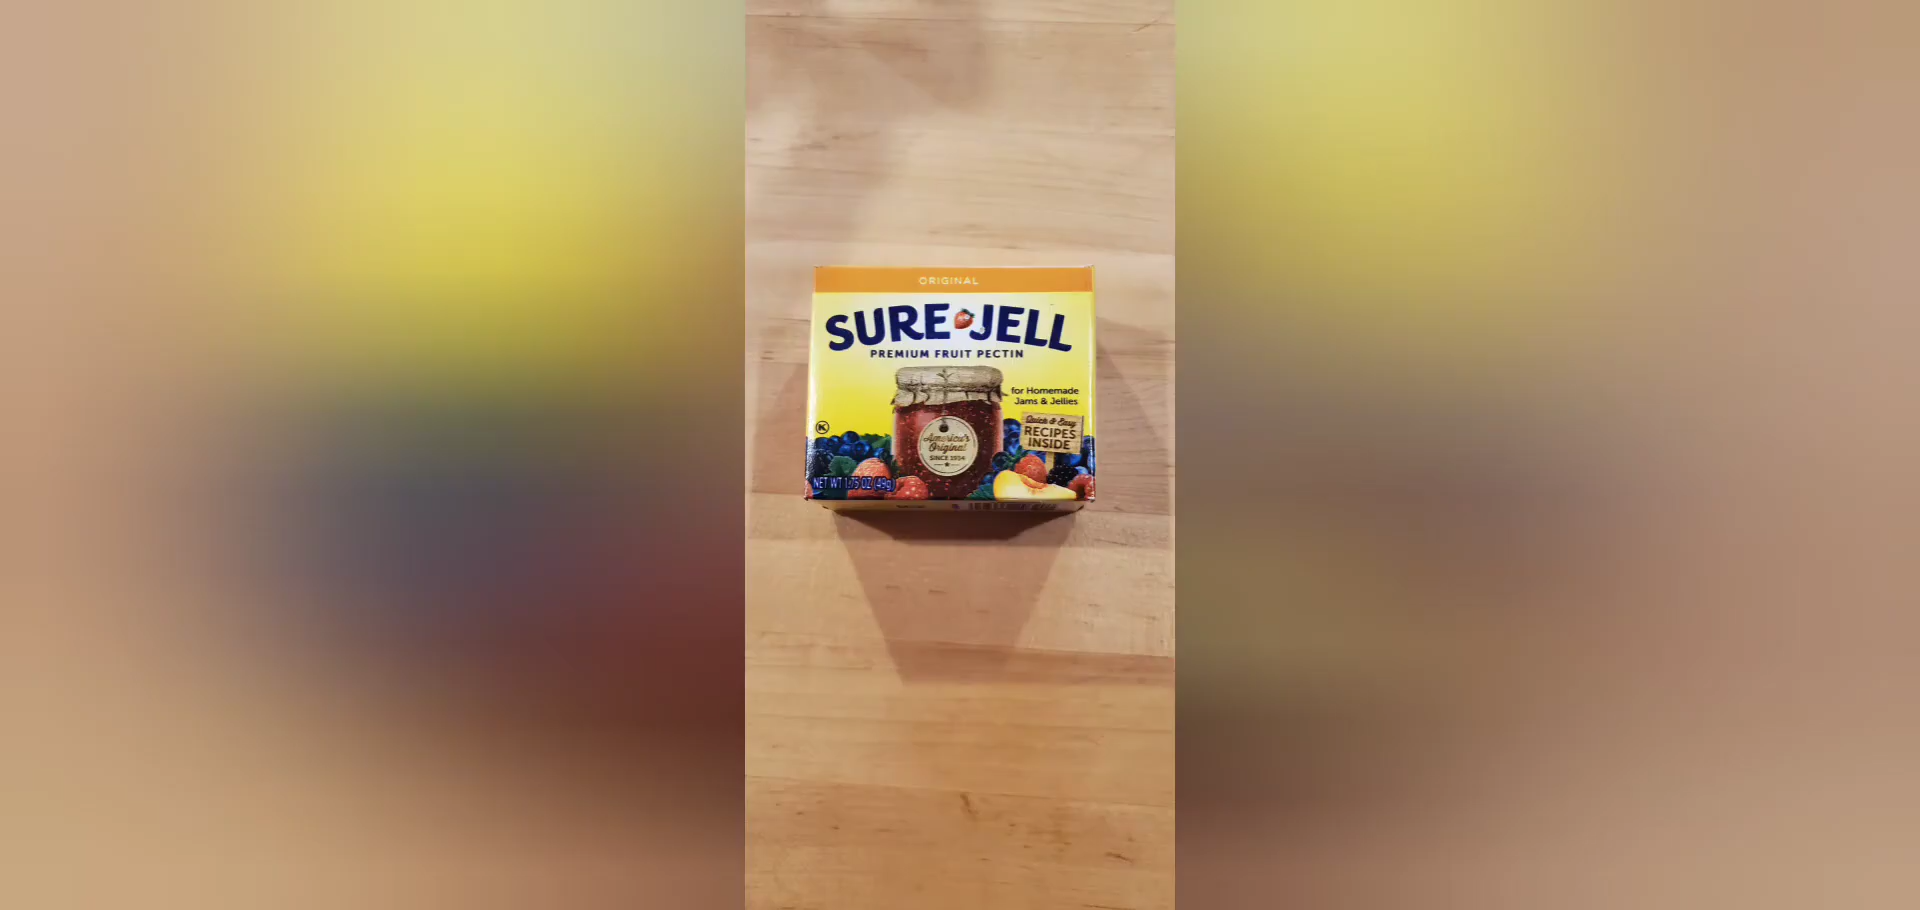 ORIGINAL
SURE JELL
PREMIUM FRUIT PECTIN
for Homemade
Jams & Jellies
Quick & Easy
RECIPES
INSIDE
K
America's
Original
SINCE 1934
NET WT 1.75 OZ (49g)